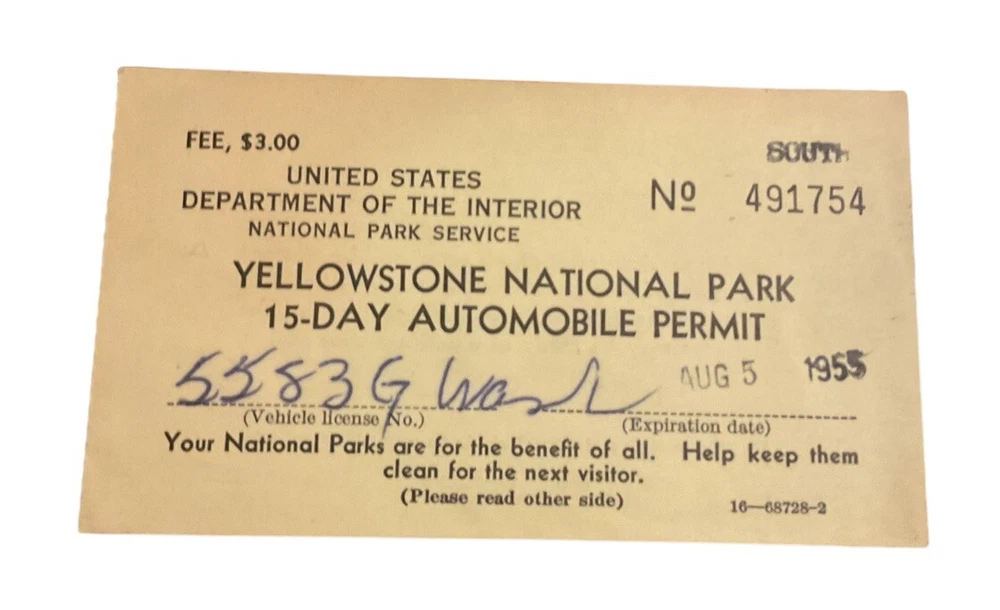 FEE, $3.00
SOUTH
UNITED STATES
DEPARTMENT OF THE INTERIOR
NATIONAL PARK SERVICE
Nº 491754
YELLOWSTONE NATIONAL PARK
15-DAY AUTOMOBILE PERMIT
5583G Wash AUG 5 1955
(Vehicle license No.) (Expiration date)
Your National Parks are for the benefit of all. Help keep them
clean for the next visitor.
(Please read other side)
16—68728-2